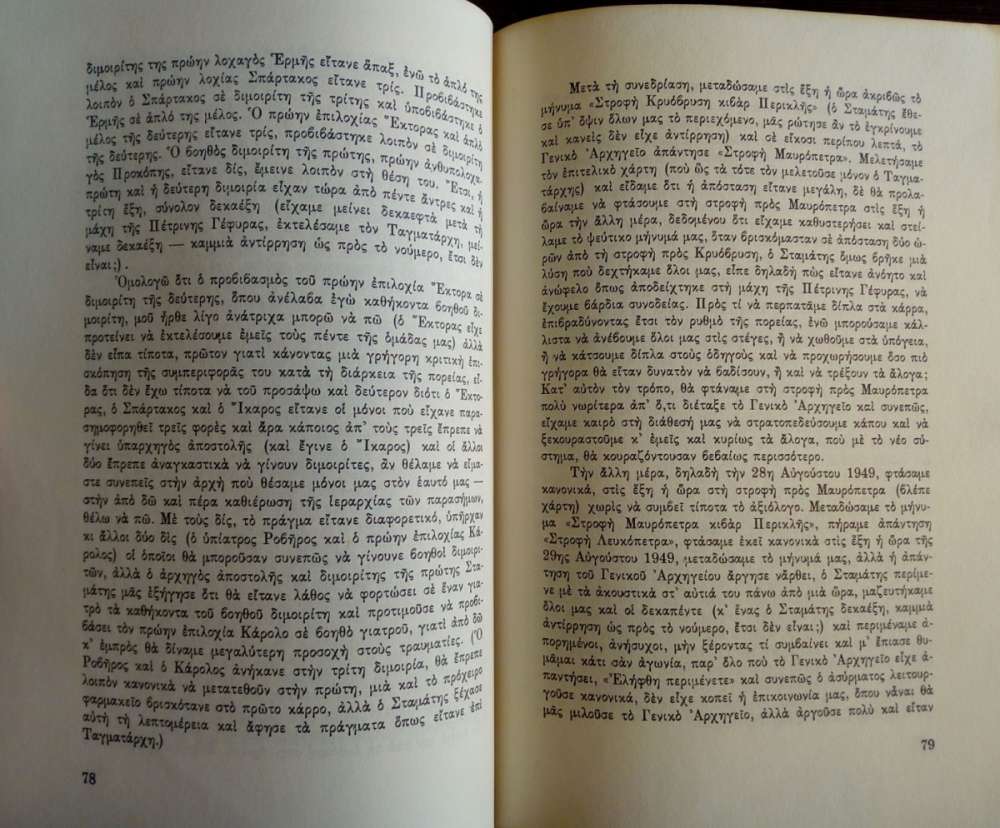 διμοιρίτης της πρώην λοχαγὸς Ἑρμῆς εἴτανε ἅπαξ, ἐνῶ τὸ ἁπλό της
μέλος καὶ πρώην λοχίας Σπάρτακος εἴτανε τρίς. Προβιβάστηκε
λοιπὸν ὁ Σπάρτακος σὲ διμοιρίτη τῆς τρίτης καὶ ὑποβιβάστηκε ὁ
Ἑρμῆς σὲ ἁπλό της μέλος. Ὁ πρώην ἐπιλοχίας Ἕκτορας καὶ ἁπλὸ
μέλος τῆς δεύτερης εἴτανε τρίς, προβιβάστηκε λοιπὸν σὲ διμοιρίτη
τῆς δεύτερης. Ὁ βοηθὸς διμοιρίτη τῆς πρώτης, πρώην ἀνθυπολοχα-
γὸς Προκόπης, εἴτανε δίς, ἔμεινε λοιπὸν στὴ θέση του. Ἔτσι, ἡ
πρώτη καὶ ἡ δεύτερη διμοιρία εἶχαν τώρα ἀπὸ πέντε ἄντρες καὶ ἡ
τρίτη ἕξη, σύνολον δεκαέξη (εἴχαμε μείνει δεκαεφτὰ μετὰ τὴ
μάχη τῆς Πέτρινης Γέφυρας, ἐκτελέσαμε τὸν Ταγματάρχη, μεί-
ναμε δεκαέξη — καμμιὰ ἀντίρρηση ὡς πρὸς τὸ νούμερο, ἔτσι δὲν
εἶναι;).
Ὁμολογῶ ὅτι ὁ προβιβασμὸς τοῦ πρώην ἐπιλοχία Ἕκτορα σὲ
διμοιρίτη τῆς δεύτερης, ὅπου ἀνέλαβα ἐγὼ καθήκοντα βοηθοῦ δι-
μοιρίτη, μοῦ ἦρθε λίγο ἀνάτριχα μπορῶ νὰ πῶ (ὁ Ἕκτορας εἶχε
προτείνει νὰ ἐκτελέσουμε ἐμεῖς τοὺς πέντε τῆς ὁμάδας μας) ἀλλὰ
δὲν εἶπα τίποτα, πρῶτον γιατὶ κάνοντας μιὰ γρήγορη κριτικὴ ἐπι-
σκόπηση τῆς συμπεριφορᾶς του κατὰ τὴ διάρκεια τῆς πορείας, εἶ-
δα ὅτι δὲν ἔχω τίποτα νὰ τοῦ προσάψω καὶ δεύτερον διότι ὁ Ἕκτο-
ρας, ὁ Σπάρτακος καὶ ὁ Ἴκαρος εἴτανε οἱ μόνοι ποὺ εἴχανε παρα-
σημοφορηθεῖ τρεῖς φορὲς καὶ ἄρα κάποιος ἀπ' τοὺς τρεῖς ἔπρεπε νὰ
γίνει ὑπαρχηγὸς ἀποστολῆς (καὶ ἔγινε ὁ Ἴκαρος) καὶ οἱ ἄλλοι
δύο ἔπρεπε ἀναγκαστικὰ νὰ γίνουν διμοιρίτες, ἂν θέλαμε νὰ εἴμα-
στε συνεπεῖς στὴν ἀρχὴ ποὺ θέσαμε μόνοι μας στὸν ἑαυτό μας —
στὴν ἀπὸ δῶ καὶ πέρα καθιέρωση τῆς ἱεραρχίας τῶν παρασήμων,
θέλω νὰ πῶ. Μὲ τοὺς δίς, τὸ πράγμα εἴτανε διαφορετικό, ὑπῆρχαν
κι ἄλλοι δύο δὶς (ὁ ὑπίατρος Ροβῆρος καὶ ὁ πρώην ἐπιλοχίας Κά-
ρολος) οἱ ὁποῖοι θὰ μποροῦσαν συνεπῶς νὰ γίνουνε βοηθοὶ διμοιρι-
τῶν, ἀλλὰ ὁ ἀρχηγὸς ἀποστολῆς καὶ διμοιρίτης τῆς πρώτης Στα-
μάτης μᾶς ἐξήγησε ὅτι θὰ εἴτανε λάθος νὰ φορτώσει σὲ ἕναν για-
τρὸ τὰ καθήκοντα τοῦ βοηθοῦ διμοιρίτη καὶ προτιμοῦσε νὰ προβι-
βάσει τὸν πρώην ἐπιλοχία Κάρολο σὲ βοηθὸ γιατροῦ, γιατὶ ἀπὸ δῶ
κ' ἐμπρὸς θὰ δίναμε μεγαλύτερη προσοχὴ στοὺς τραυματίες. (Ὁ
Ροβῆρος καὶ ὁ Κάρολος ἀνήκανε στὴν τρίτη διμοιρία, θὰ ἔπρεπε
λοιπὸν κανονικὰ νὰ μετατεθοῦν στὴν πρώτη, μιὰ καὶ τὸ πρόχειρο
φαρμακεῖο βρισκότανε στὸ πρῶτο κάρρο, ἀλλὰ ὁ Σταμάτης ξέχασε
αὐτὴ τὴ λεπτομέρεια καὶ ἄφησε τὰ πράγματα ὅπως εἴτανε ἐπὶ
Ταγματάρχη.)
78
Μετὰ τὴ συνεδρίαση, μεταδώσαμε στὶς ἕξη ἡ ὥρα ἀκριβῶς τὸ
μήνυμα «Στροφὴ Κρυόβρυση κιβὰρ Περικλῆς» (ὁ Σταμάτης ἔθε-
σε ὑπ' ὄψιν ὅλων μας τὸ περιεχόμενο, μᾶς ρώτησε ἂν τὸ ἐγκρίνουμε
καὶ κανεὶς δὲν εἶχε ἀντίρρηση) καὶ σὲ εἴκοσι περίπου λεπτά, τὸ
Γενικὸ Ἀρχηγεῖο ἀπάντησε «Στροφὴ Μαυρόπετρα». Μελετήσαμε
τὸν ἐπιτελικὸ χάρτη (ποὺ ὣς τὰ τότε τὸν μελετοῦσε μόνον ὁ Ταγμα-
τάρχης) καὶ εἴδαμε ὅτι ἡ ἀπόσταση εἴτανε μεγάλη, δὲ θὰ προλα-
βαίναμε νὰ φτάσουμε στὴ στροφὴ πρὸς Μαυρόπετρα στὶς ἕξη ἡ
ὥρα τὴν ἄλλη μέρα, δεδομένου ὅτι εἴχαμε καθυστερήσει καὶ στεί-
λαμε τὸ ψεύτικο μήνυμά μας, ὅταν βρισκόμασταν σὲ ἀπόσταση δύο ὡ-
ρῶν ἀπὸ τὴ στροφὴ πρὸς Κρυόβρυση, ὁ Σταμάτης ὅμως βρῆκε μιὰ
λύση ποὺ δεχτήκαμε ὅλοι μας, εἶπε δηλαδὴ πὼς εἴτανε ἀνόητο καὶ
ἀνώφελο ὅπως ἀποδείχτηκε στὴ μάχη τῆς Πέτρινης Γέφυρας, νὰ
ἔχουμε βάρδια συνοδείας. Πρὸς τί νὰ περπατᾶμε δίπλα στὰ κάρρα,
ἐπιβραδύνοντας ἔτσι τὸν ρυθμὸ τῆς πορείας, ἐνῶ μπορούσαμε κάλ-
λιστα νὰ ἀνέβουμε ὅλοι μας στὶς στέγες, ἢ νὰ χωθοῦμε στὰ ὑπόγεια,
ἢ νὰ κάτσουμε δίπλα στοὺς ὁδηγοὺς καὶ νὰ προχωρήσουμε ὅσο πιὸ
γρήγορα θὰ εἴταν δυνατὸν νὰ βαδίσουν, ἢ καὶ νὰ τρέξουν τὰ ἄλογα;
Κατ' αὐτὸν τὸν τρόπο, θὰ φτάναμε στὴ στροφὴ πρὸς Μαυρόπετρα
πολὺ νωρίτερα ἀπ' ὅ,τι διέταξε τὸ Γενικὸ Ἀρχηγεῖο καὶ συνεπῶς,
εἴχαμε καιρὸ στὴ διάθεσή μας νὰ στρατοπεδεύσουμε κάπου καὶ νὰ
ξεκουραστοῦμε κ' ἐμεῖς καὶ κυρίως τὰ ἄλογα, ποὺ μὲ τὸ νέο σύ-
στημα, θὰ κουραζόντουσαν βεβαίως περισσότερο.
Τὴν ἄλλη μέρα, δηλαδὴ τὴν 28η Αὐγούστου 1949, φτάσαμε
κανονικά, στὶς ἕξη ἡ ὥρα στὴ στροφὴ πρὸς Μαυρόπετρα (βλέπε
χάρτη) χωρὶς νὰ συμβεῖ τίποτα τὸ ἀξιόλογο. Μεταδώσαμε τὸ μήνυ-
μα «Στροφὴ Μαυρόπετρα κιβὰρ Περικλῆς», πήραμε ἀπάντηση
«Στροφὴ Λευκόπετρα», φτάσαμε ἐκεῖ κανονικὰ στὶς ἕξη ἡ ὥρα τῆς
29ης Αὐγούστου 1949, μεταδώσαμε τὸ μήνυμά μας, ἀλλὰ ἡ ἀπάν-
τηση τοῦ Γενικοῦ Ἀρχηγείου ἄργησε νἄρθει, ὁ Σταμάτης περίμε-
νε μὲ τὰ ἀκουστικὰ στ' αὐτιά του πάνω ἀπὸ μιὰ ὥρα, μαζευτήκαμε
ὅλοι μας καὶ οἱ δεκαπέντε (κ' ἕνας ὁ Σταμάτης δεκαέξη, καμμιὰ
ἀντίρρηση ὡς πρὸς τὸ νούμερο, ἔτσι δὲν εἶναι;) καὶ περιμέναμε ἀ-
πορημένοι, ἀνήσυχοι, μὴν ξέροντας τί συμβαίνει καὶ μ' ἔπιασε θυ-
μᾶμαι κάτι σὰν ἀγωνία, παρ' ὅλο ποὺ τὸ Γενικὸ Ἀρχηγεῖο εἶχε ἀ-
παντήσει, «Ἐλήφθη περιμένετε» καὶ συνεπῶς ὁ ἀσύρματος λειτουρ-
γοῦσε κανονικά, δὲν εἶχε κοπεῖ ἡ ἐπικοινωνία μας, ὅπου νἆναι θὰ
μᾶς μιλοῦσε τὸ Γενικὸ Ἀρχηγεῖο, ἀλλὰ ἀργοῦσε πολὺ καὶ εἴταν
79